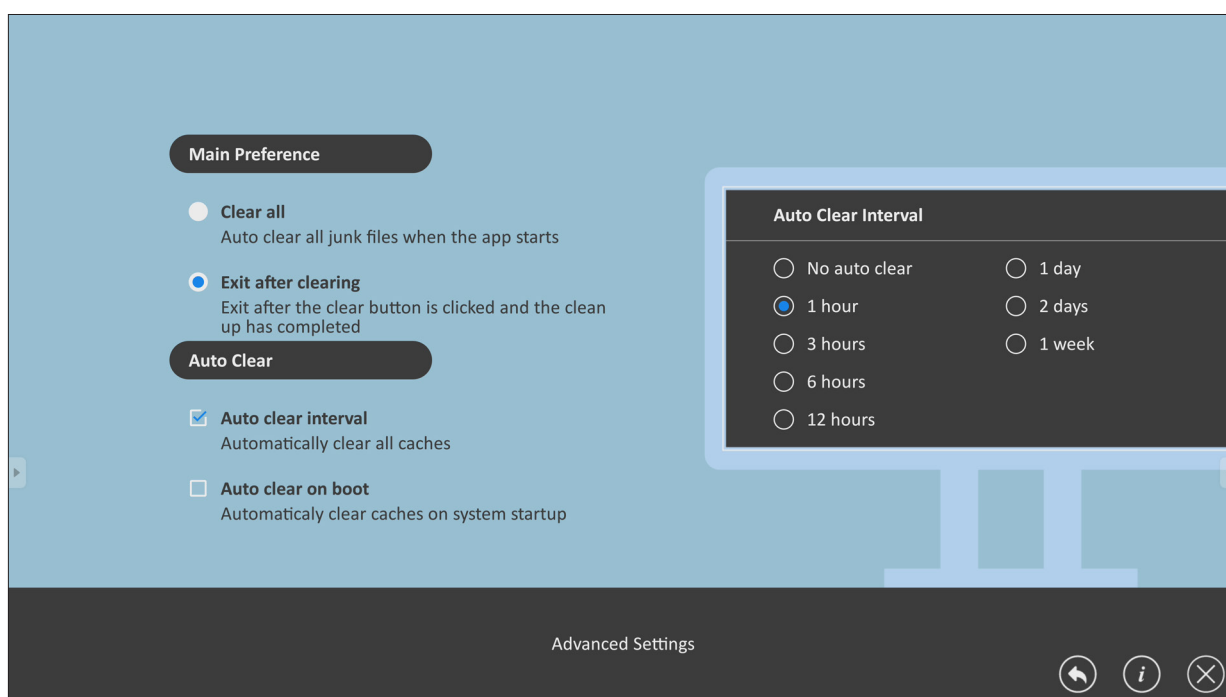 Main Preference
Clear all
Auto clear all junk files when the app starts
Exit after clearing
Exit after the clear button is clicked and the clean
up has completed
Auto Clear
Auto clear interval
Automatically clear all caches
Auto clear on boot
Automaticaly clear caches on system startup
Auto Clear Interval
No auto clear
1 hour
3 hours
6 hours
12 hours
1 day
2 days
1 week
Advanced Settings
i